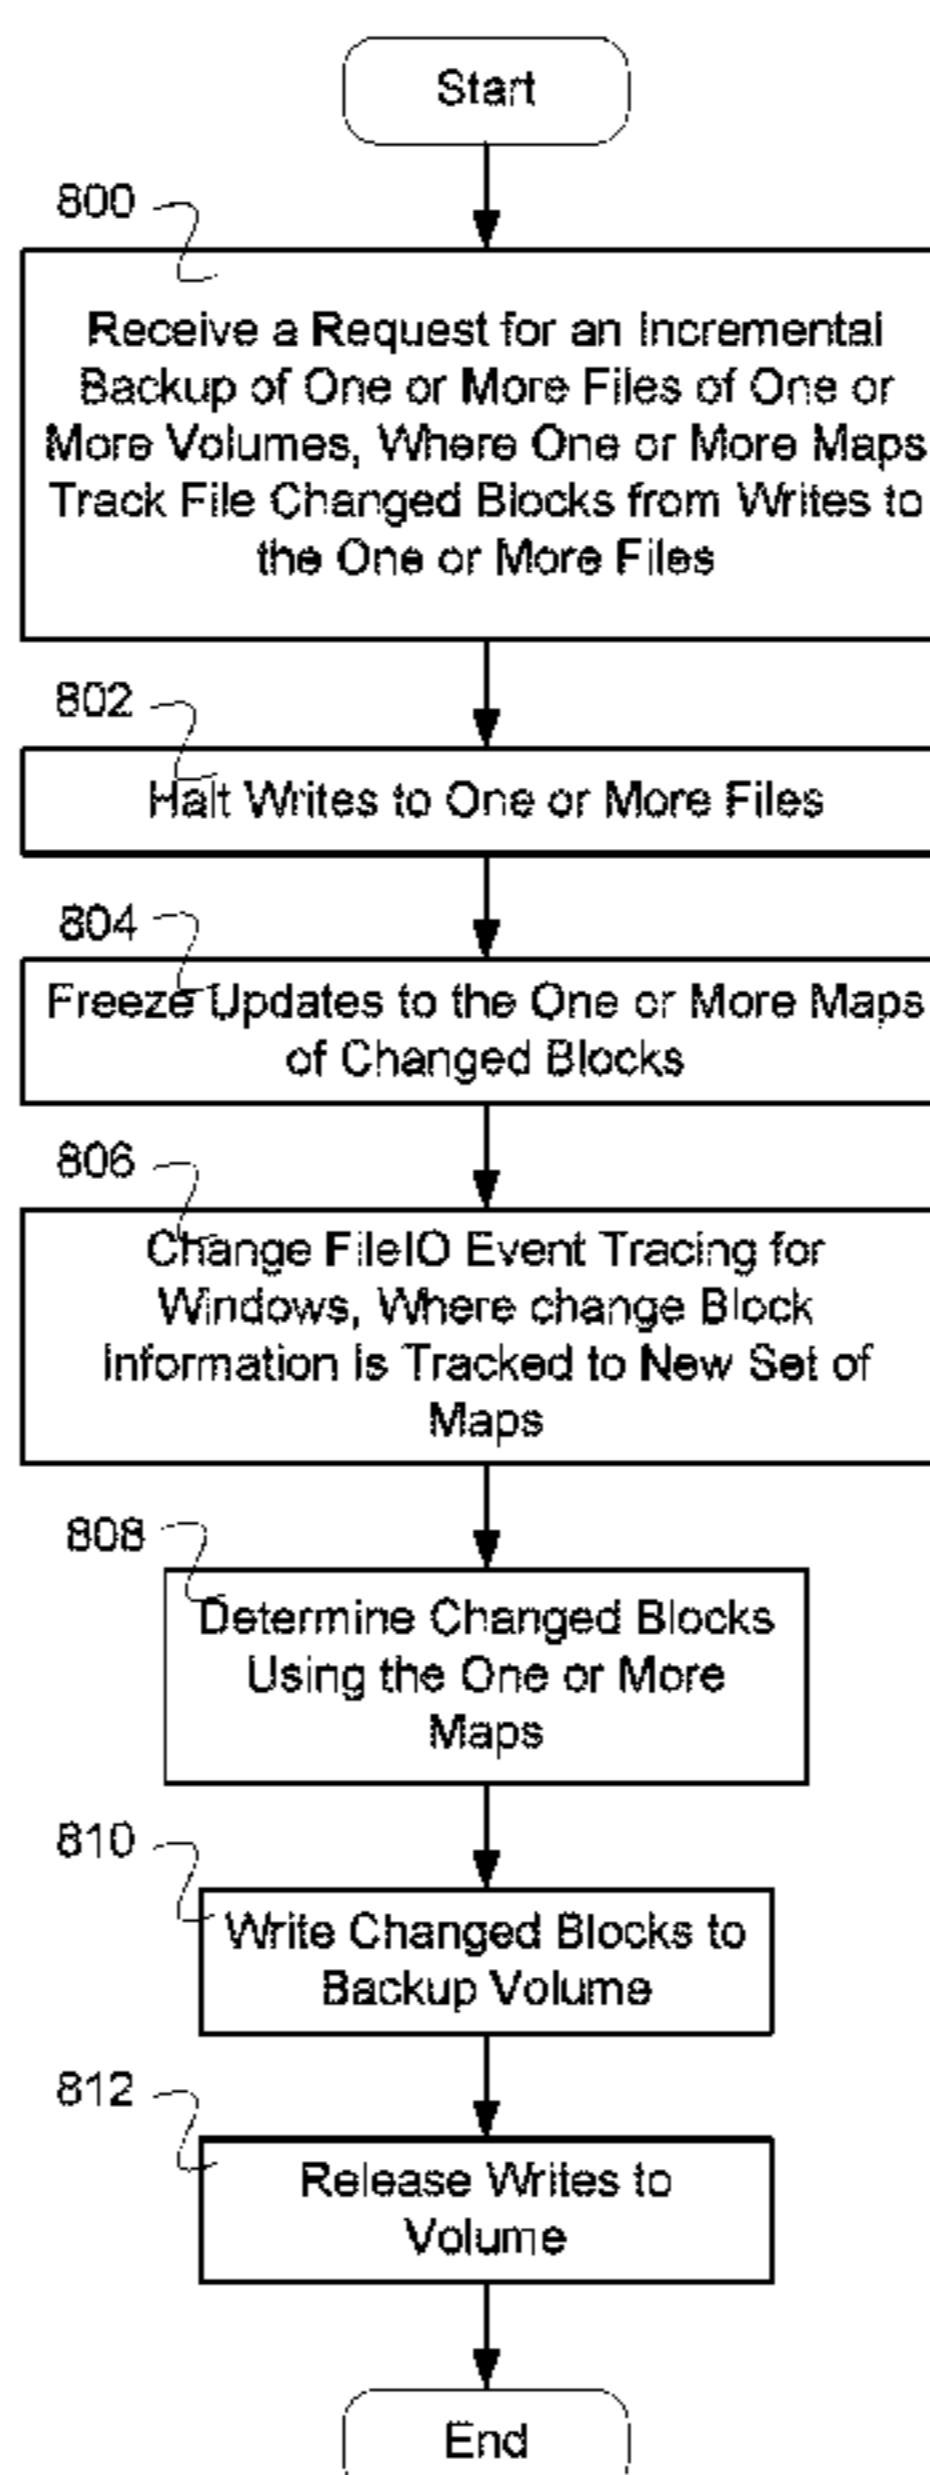 Start
800
Receive a Request for an Incremental
Backup of One or More Files of One or
More Volumes, Where One or More Maps
Track File Changed Blocks from Writes to
the One or More Files
802
Halt Writes to One or More Files
804
Freeze Updates to the One or More Maps
of Changed Blocks
806
Change FileIO Event Tracing for
Windows, Where change Block
Information is Tracked to New Set of
Maps
808
Determine Changed Blocks
Using the One or More
Maps
810
Write Changed Blocks to
Backup Volume
812
Release Writes to
Volume
End